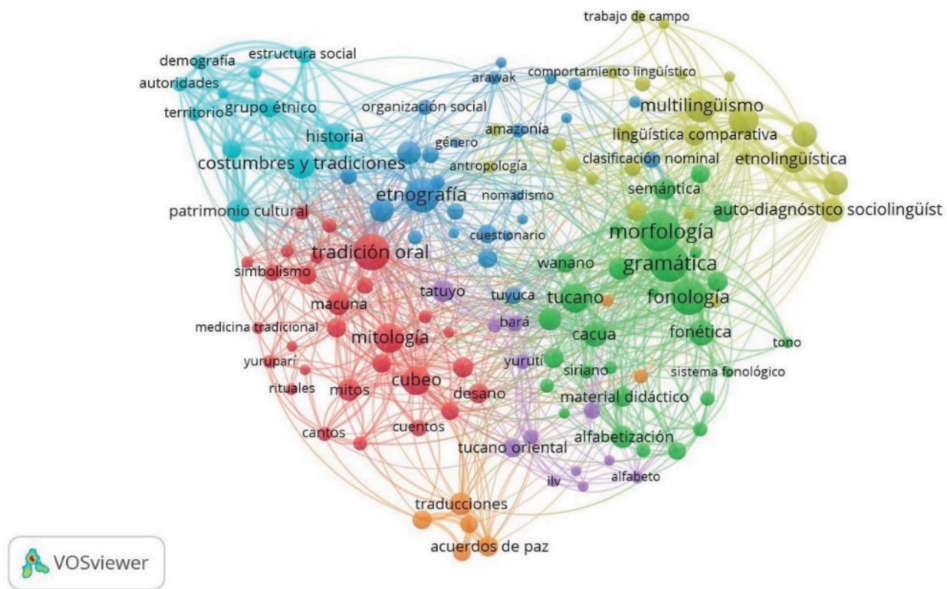 trabajo de campo
demografía
estructura social
autoridades
arawak
comportamiento lingüístico
territorio
grupo étnico
organización social
multilingüismo
amazonía
historia
género
lingüística comparativa
costumbres y tradiciones
antropología
clasificación nominal
etnolingüística
etnografía
nomadismo
semántica
patrimonio cultural
auto-diagnóstico sociolingüíst
cuestionario
morfología
tradición oral
simbolismo
wanano
gramática
tatuyo
tuyuca
tucano
fonología
macuna
medicina tradicional
bará
mitología
cacua
fonética
tono
yuruparí
yurutí
siriano
sistema fonológico
rituales
mitos
cubeo
desano
material didáctico
cantos
cuentos
tucano oriental
alfabetización
ilv
alfabeto
traducciones
acuerdos de paz
VOSviewer